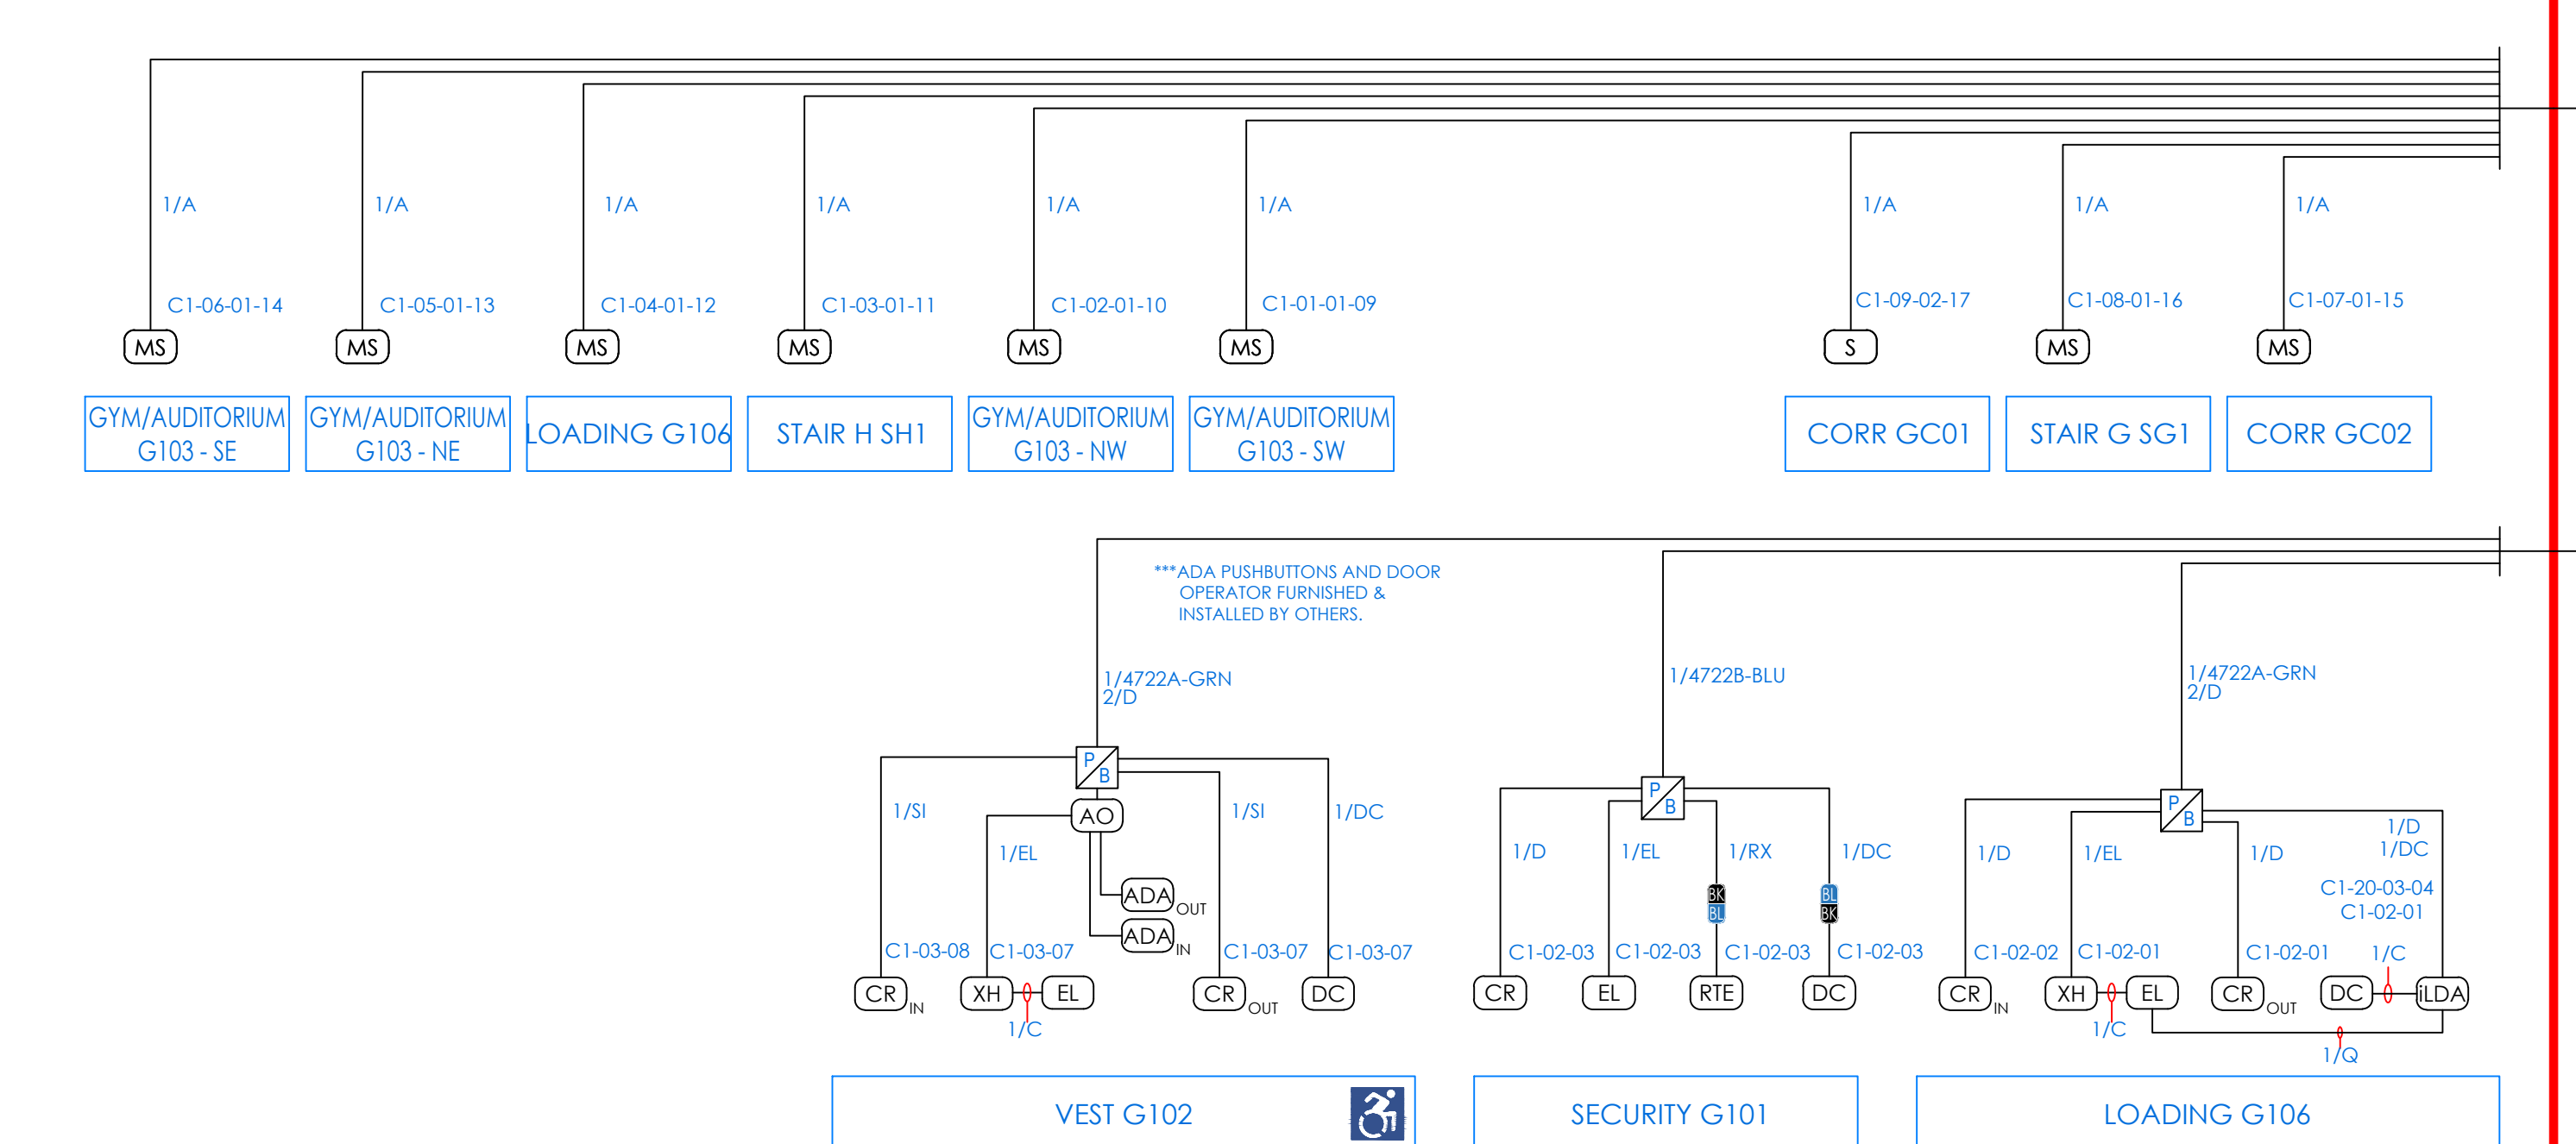 1/A
1/A
1/A
1/A
1/A
1/A
1/A
1/A
1/A
C1-06-01-14
C1-05-01-13
C1-04-01-12
C1-03-01-11
C1-02-01-10
C1-01-01-09
C1-09-02-17
C1-08-01-16
C1-07-01-15
MS
MS
MS
MS
MS
MS
S
MS
MS
GYM/AUDITORIUM
G103 - SE
GYM/AUDITORIUM
G103 - NE
LOADING G106
STAIR H SH1
GYM/AUDITORIUM
G103 - NW
GYM/AUDITORIUM
G103 - SW
CORR GC01
STAIR G SG1
CORR GC02
***ADA PUSHBUTTONS AND DOOR
OPERATOR FURNISHED &
INSTALLED BY OTHERS.
1/4722A-GRN
2/D
P
B
AO
1/SI
1/EL
1/SI
1/DC
ADA OUT
ADA IN
C1-03-08
C1-03-07
C1-03-07
C1-03-07
CR IN
XH
EL
CR OUT
DC
1/C
VEST G102
1/4722B-BLU
P
B
1/D
1/EL
1/RX
1/DC
BK
BL
BL
BK
C1-02-03
C1-02-03
C1-02-03
C1-02-03
CR
EL
RTE
DC
SECURITY G101
1/4722A-GRN
2/D
P
B
1/D
1/EL
1/D
1/D
1/DC
C1-20-03-04
C1-02-01
C1-02-02
C1-02-01
C1-02-01
1/C
CR IN
XH
EL
CR OUT
DC
iLDA
1/C
1/Q
LOADING G106